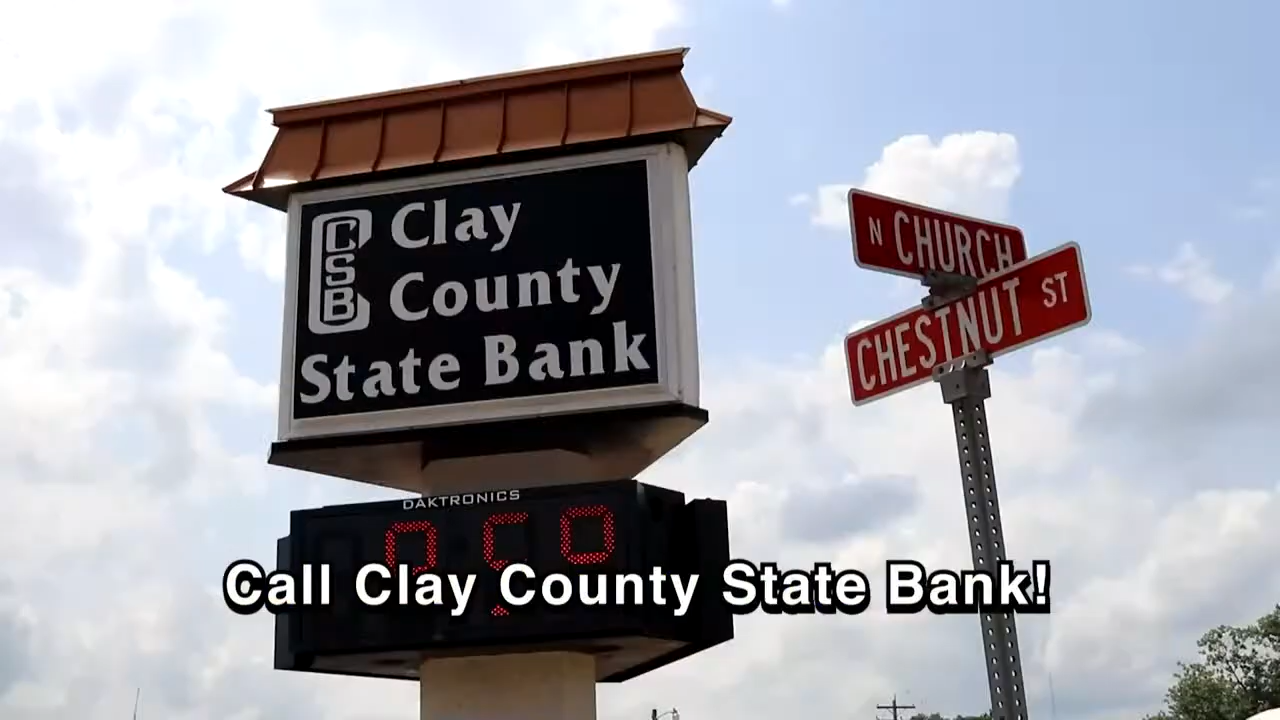 CSB
Clay
County
State Bank
N CHURCH
CHESTNUT ST
DAKTRONICS
Call Clay County State Bank!